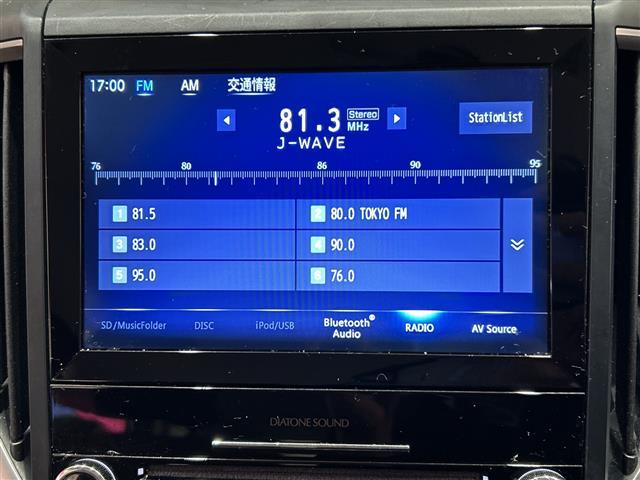 17:00 FM AM 交通情報
81.3 Stereo MHz
StationList
J-WAVE
76 80 86 90 95
1 81.5
2 80.0 TOKYO FM
3 83.0
4 90.0
5 95.0
6 76.0
SD/MusicFolder DISC iPod/USB Bluetooth® Audio RADIO AV Source
DIATONE SOUND